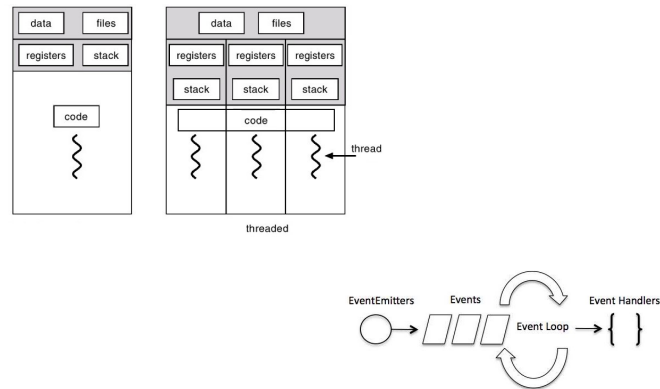 data files
registers stack
code
data files
registers registers registers
stack stack stack
code
thread
threaded
EventEmitters Events Event Handlers
Event Loop